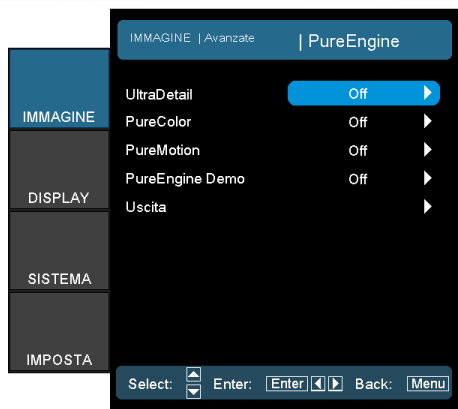 IMMAGINE | Avanzate | PureEngine
UltraDetail Off
IMMAGINE
PureColor Off
PureMotion Off
PureEngine Demo Off
DISPLAY
Uscita
SISTEMA
IMPOSTA
Select: Enter: Enter Back: Menu